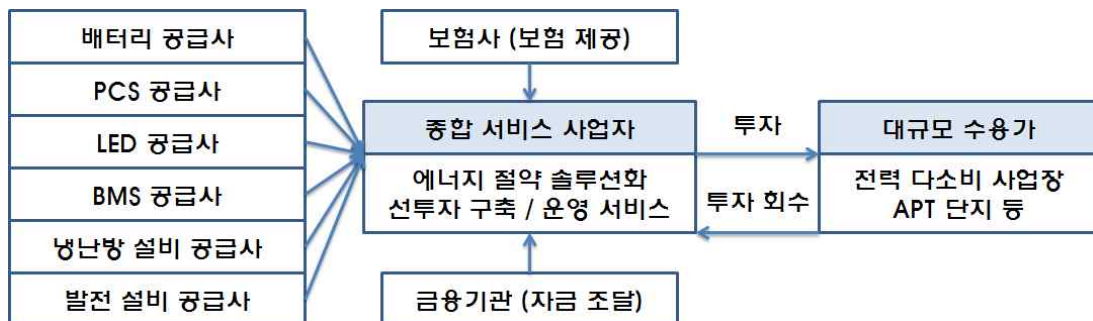 배터리 공급사
PCS 공급사
LED 공급사
BMS 공급사
냉난방 설비 공급사
발전 설비 공급사
보험사 (보험 제공)
종합 서비스 사업자
에너지 절약 솔루션화
선투자 구축 / 운영 서비스
금융기관 (자금 조달)
투자
투자 회수
대규모 수용가
전력 다소비 사업장
APT 단지 등